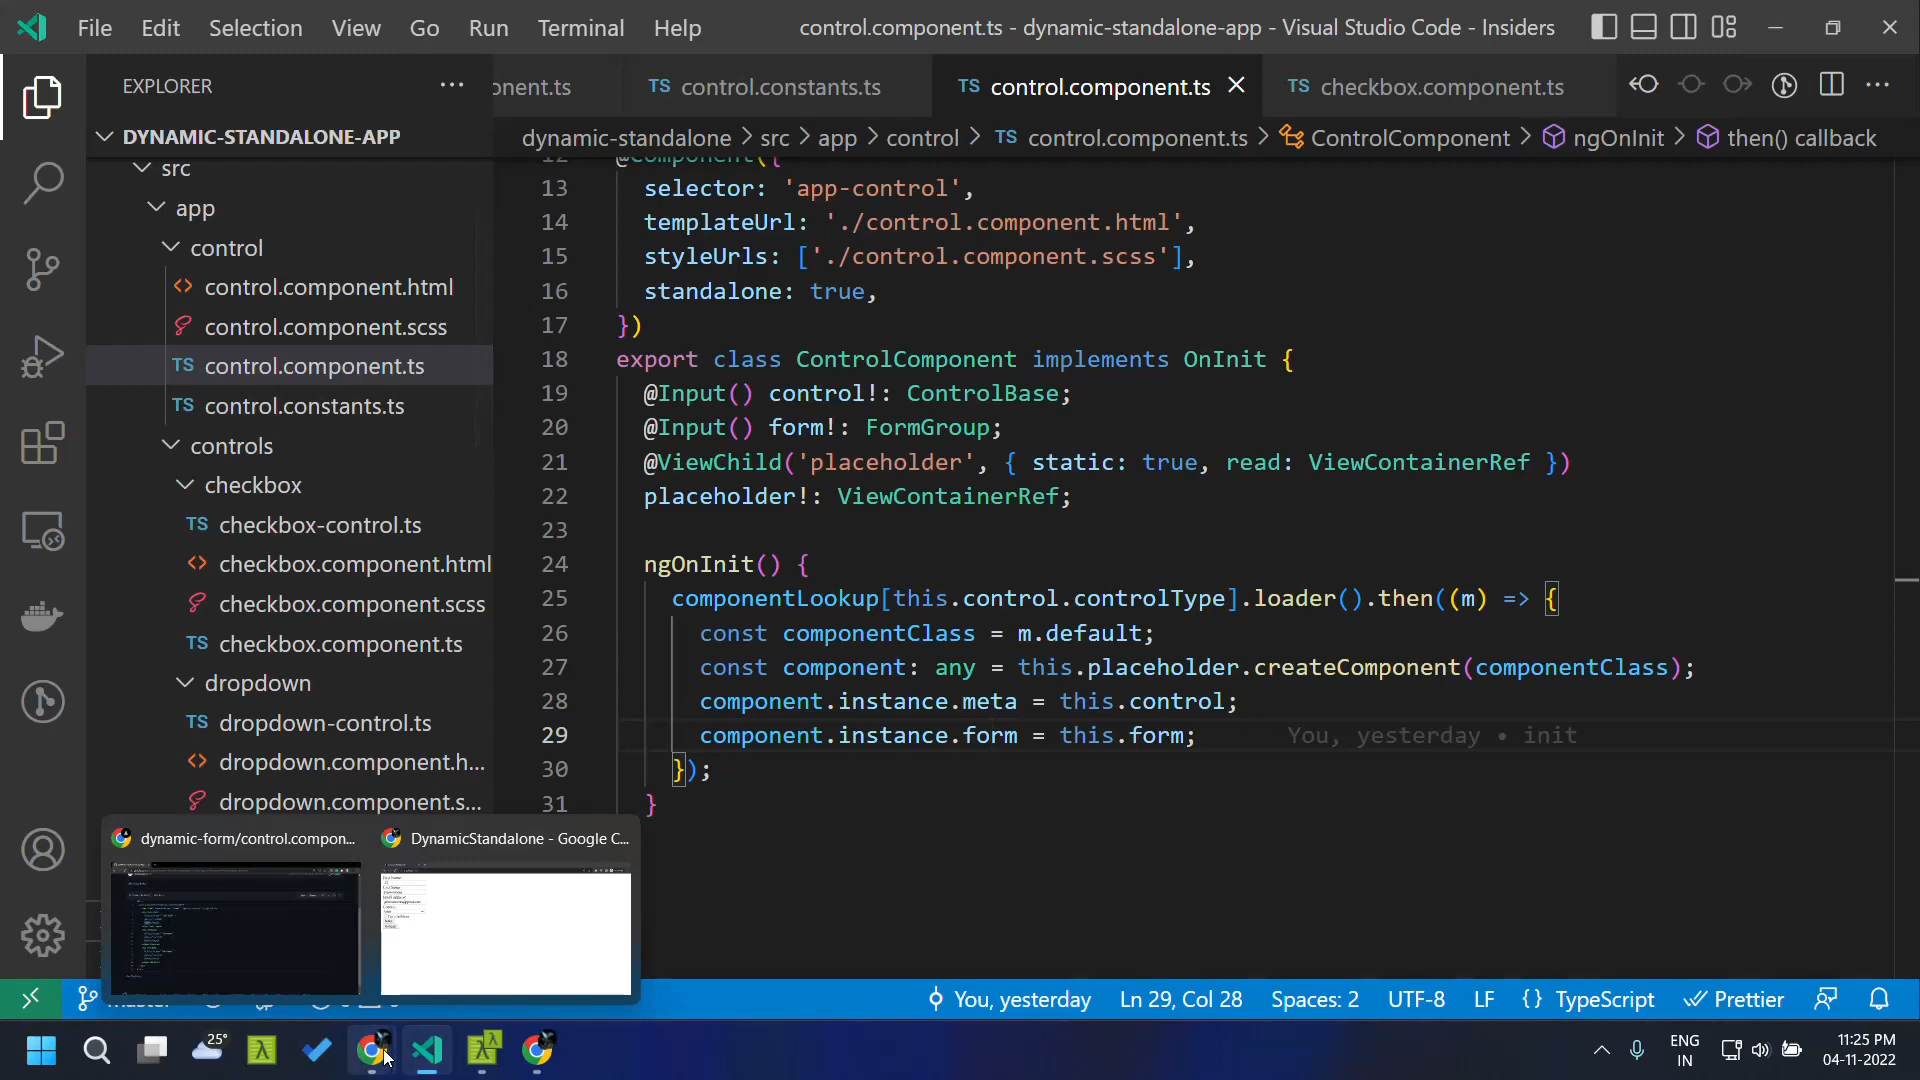 File Edit Selection View Go Run Terminal Help
control.component.ts - dynamic-standalone-app - Visual Studio Code - Insiders
EXPLORER
onent.ts
TS control.constants.ts
TS control.component.ts
TS checkbox.component.ts
DYNAMIC-STANDALONE-APP
dynamic-standalone > src > app > control > TS control.component.ts > ControlComponent > ngOnInit > then() callback
src
app
control
control.component.html
control.component.scss
TS control.component.ts
TS control.constants.ts
controls
checkbox
TS checkbox-control.ts
checkbox.component.html
checkbox.component.scss
TS checkbox.component.ts
dropdown
TS dropdown-control.ts
dropdown.component.h...
dropdown.component.s...
12 @Component({
13 selector: 'app-control',
14 templateUrl: './control.component.html',
15 styleUrls: ['./control.component.scss'],
16 standalone: true,
17 })
18 export class ControlComponent implements OnInit {
19 @Input() control!: ControlBase;
20 @Input() form!: FormGroup;
21 @ViewChild('placeholder', { static: true, read: ViewContainerRef })
22 placeholder!: ViewContainerRef;
23
24 ngOnInit() {
25 componentLookup[this.control.controlType].loader().then((m) => {
26 const componentClass = m.default;
27 const component: any = this.placeholder.createComponent(componentClass);
28 component.instance.meta = this.control;
29 component.instance.form = this.form; You, yesterday • init
30 });
31 }
dynamic-form/control.compon...
DynamicStandalone - Google C...
You, yesterday Ln 29, Col 28 Spaces: 2 UTF-8 LF {} TypeScript Prettier
25°
ENG
IN
11:25 PM
04-11-2022